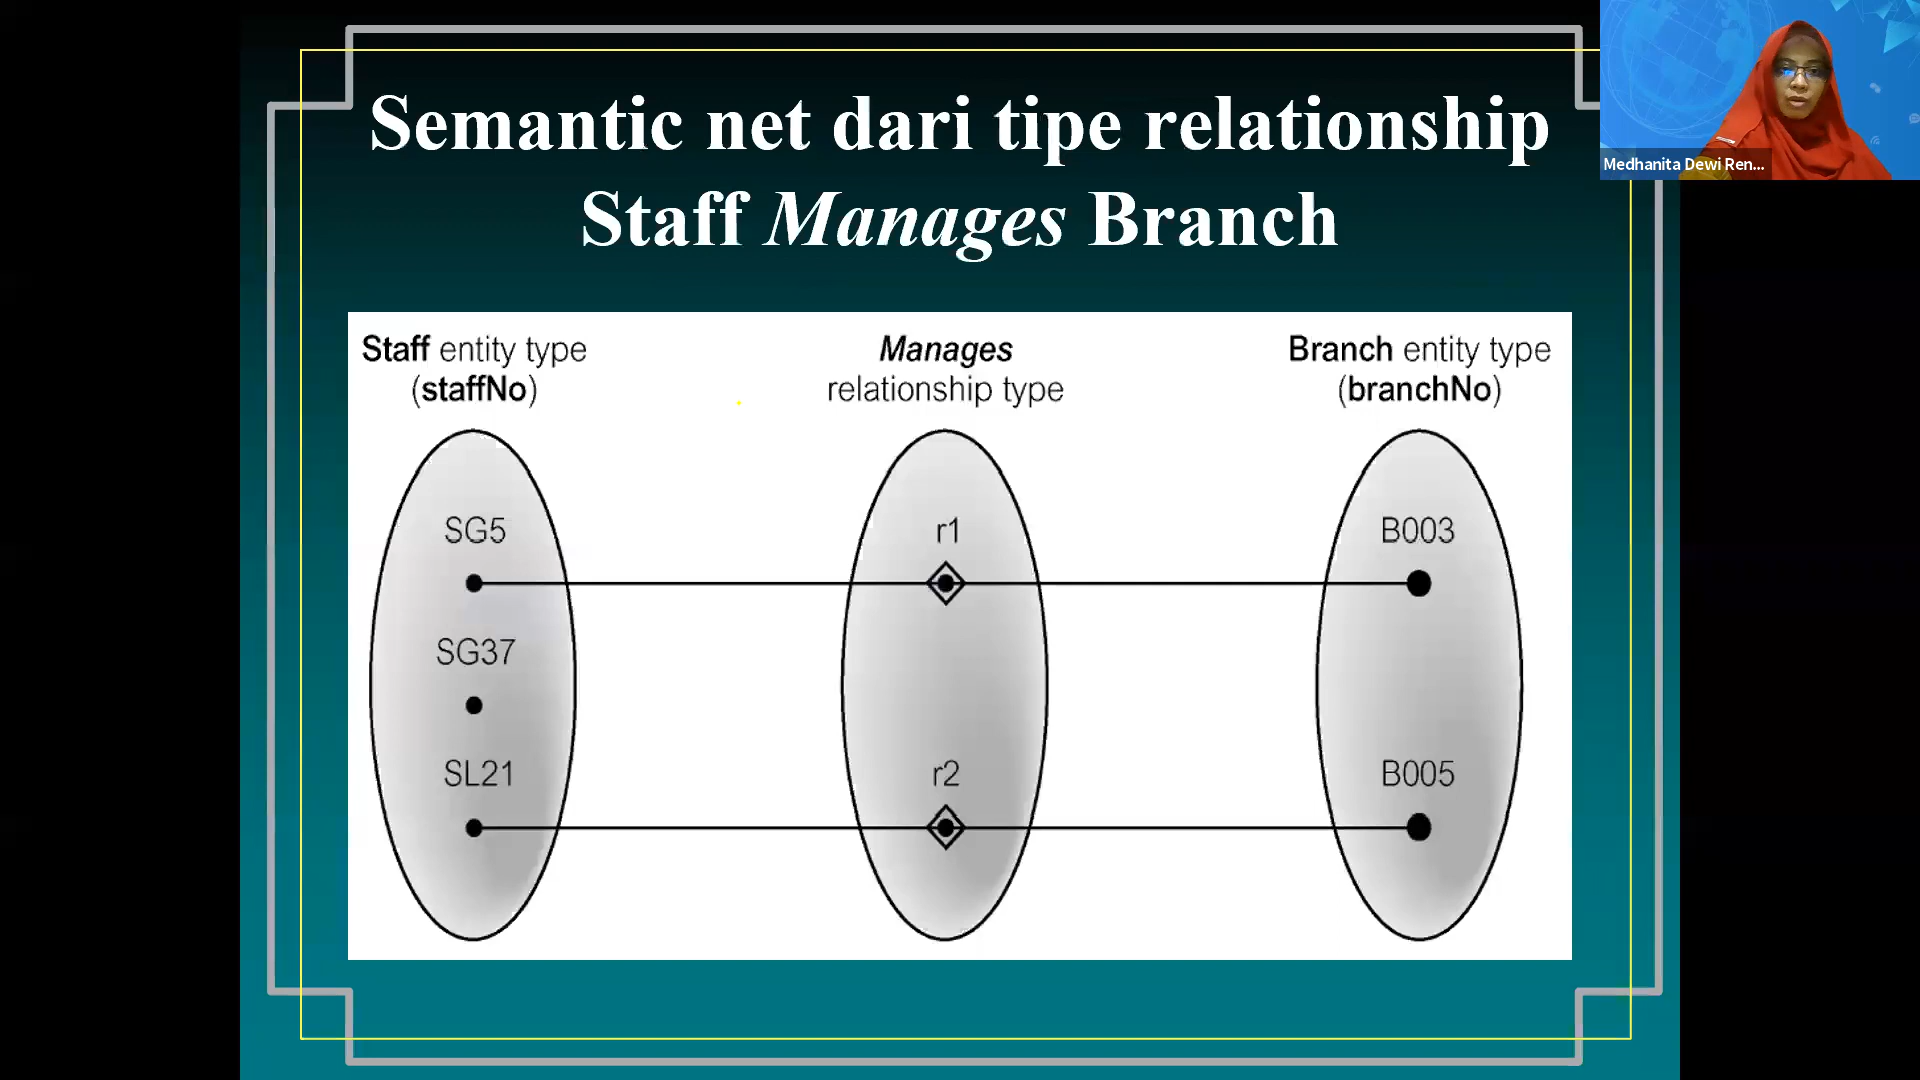 Semantic net dari tipe relationship
Staff Manages Branch
Medhanita Dewi Ren...
Staff entity type
(staffNo)
Manages
relationship type
Branch entity type
(branchNo)
SG5
r1
B003
SG37
SL21
r2
B005